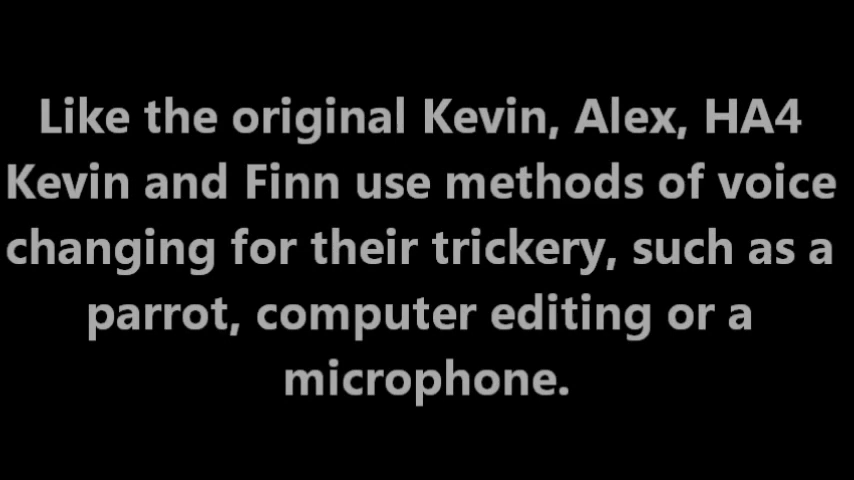 Like the original Kevin, Alex, HA4
Kevin and Finn use methods of voice
changing for their trickery, such as a
parrot, computer editing or a
microphone.